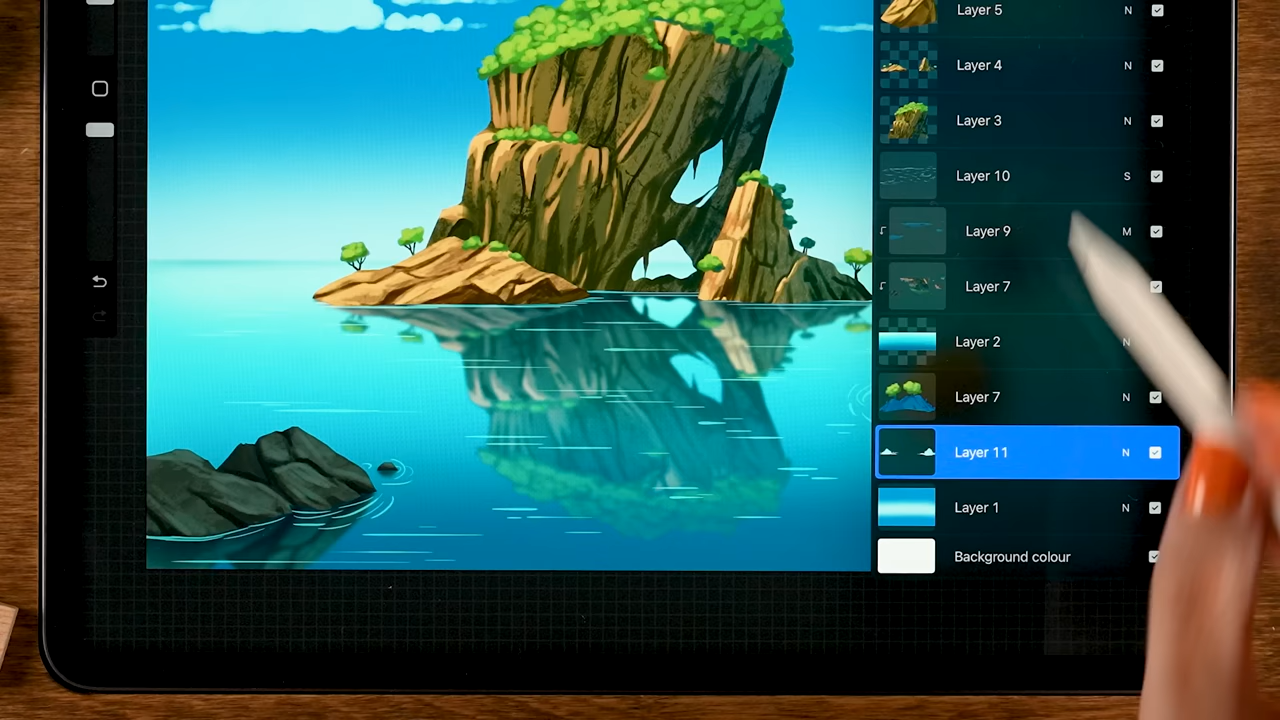 Layer 5 N
Layer 4 N
Layer 3 N
Layer 10 S
Layer 9 M
Layer 7
Layer 2 N
Layer 7 N
Layer 11 N
Layer 1 N
Background colour